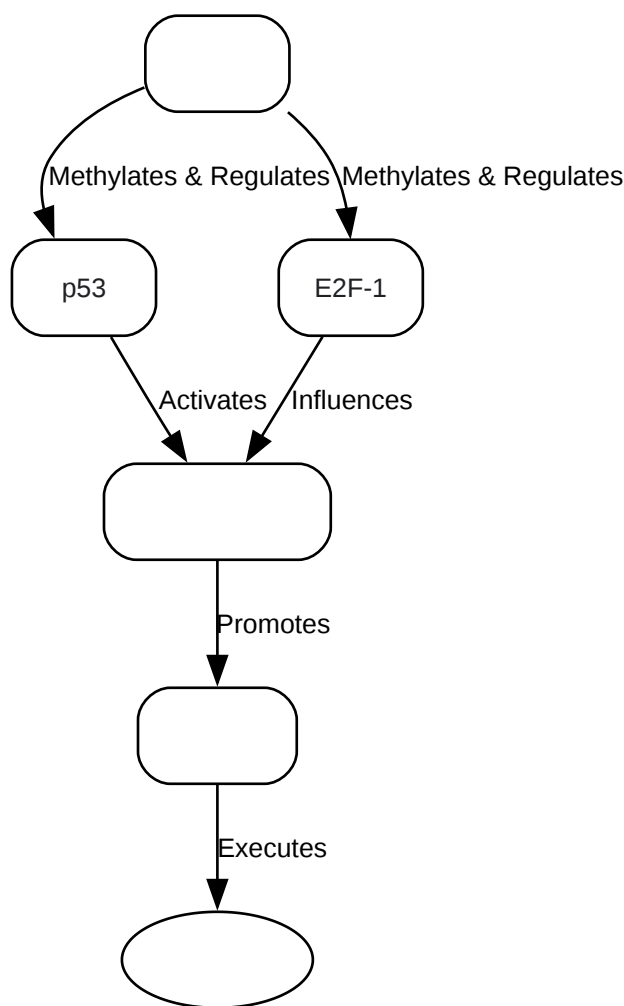 Methylates & Regulates
Methylates & Regulates
p53
E2F-1
Activates
Influences
Promotes
Executes